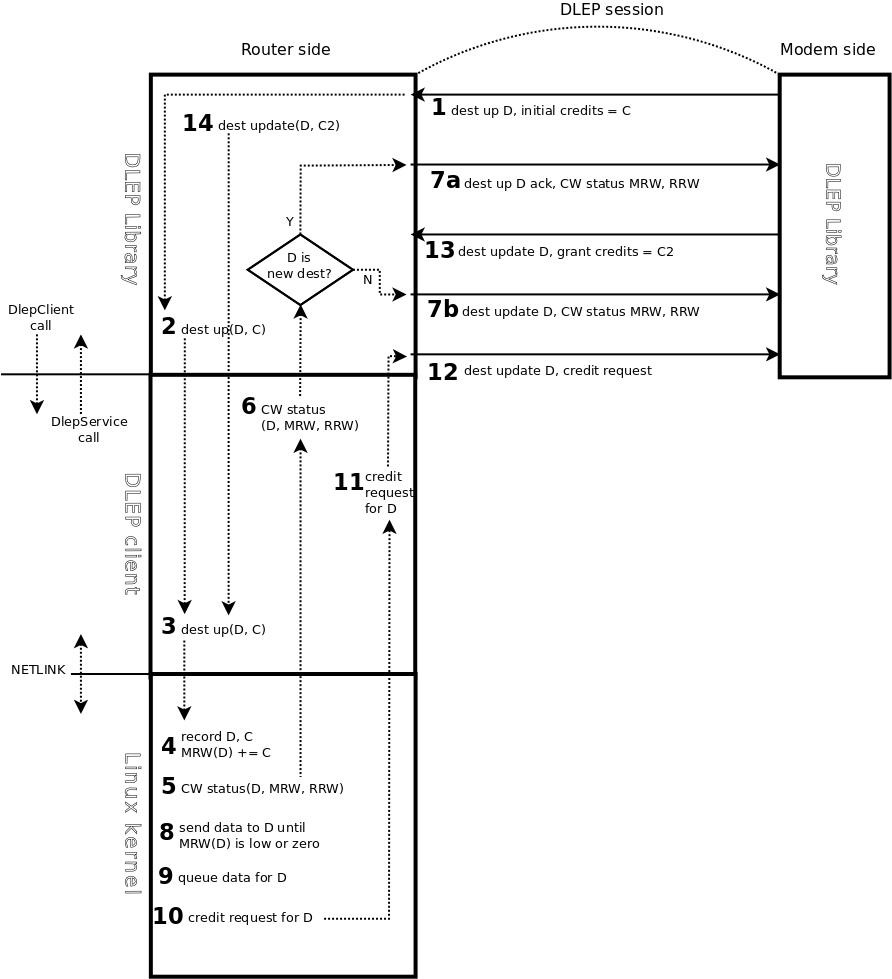 DLEP session
Router side
Modem side
1 dest up D, initial credits = C
14 dest update(D, C2)
7a dest up D ack, CW status MRW, RRW
DLEP Library
DLEP Library
Y
13 dest update D, grant credits = C2
D is
new dest?
N
7b dest update D, CW status MRW, RRW
DlepClient
call
2 dest up(D, C)
12 dest update D, credit request
DlepService
call
6 CW status
(D, MRW, RRW)
11 credit
request
for D
DLEP client
3 dest up(D, C)
NETLINK
4 record D, C
MRW(D) += C
5 CW status(D, MRW, RRW)
Linux kernel
8 send data to D until
MRW(D) is low or zero
9 queue data for D
10 credit request for D